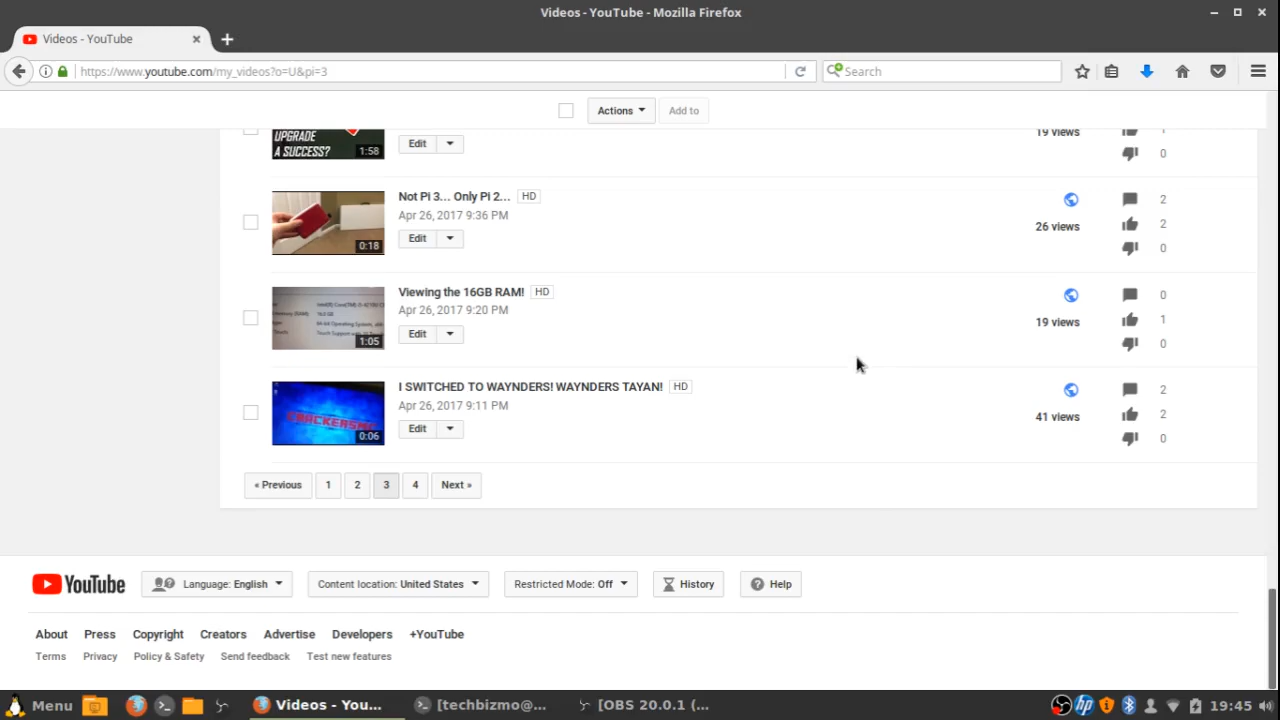 Videos - YouTube - Mozilla Firefox
Videos - YouTube
https://www.youtube.com/my_videos?o=U&pi=3
Search
Actions
Add to
UPGRADE
A SUCCESS?
1:58
Edit
19 views
1
0
Not Pi 3... Only Pi 2...
HD
Apr 26, 2017 9:36 PM
Edit
0:18
26 views
2
2
0
Viewing the 16GB RAM!
HD
Apr 26, 2017 9:20 PM
Edit
1:05
19 views
0
1
0
I SWITCHED TO WAYNDERS! WAYNDERS TAYAN!
HD
Apr 26, 2017 9:11 PM
Edit
0:06
41 views
2
2
0
« Previous
1
2
3
4
Next »
YouTube
Language: English
Content location: United States
Restricted Mode: Off
History
Help
About Press Copyright Creators Advertise Developers +YouTube
Terms Privacy Policy & Safety Send feedback Test new features
Menu
Videos - You...
[techbizmo@...
[OBS 20.0.1 (...
hp
19:45